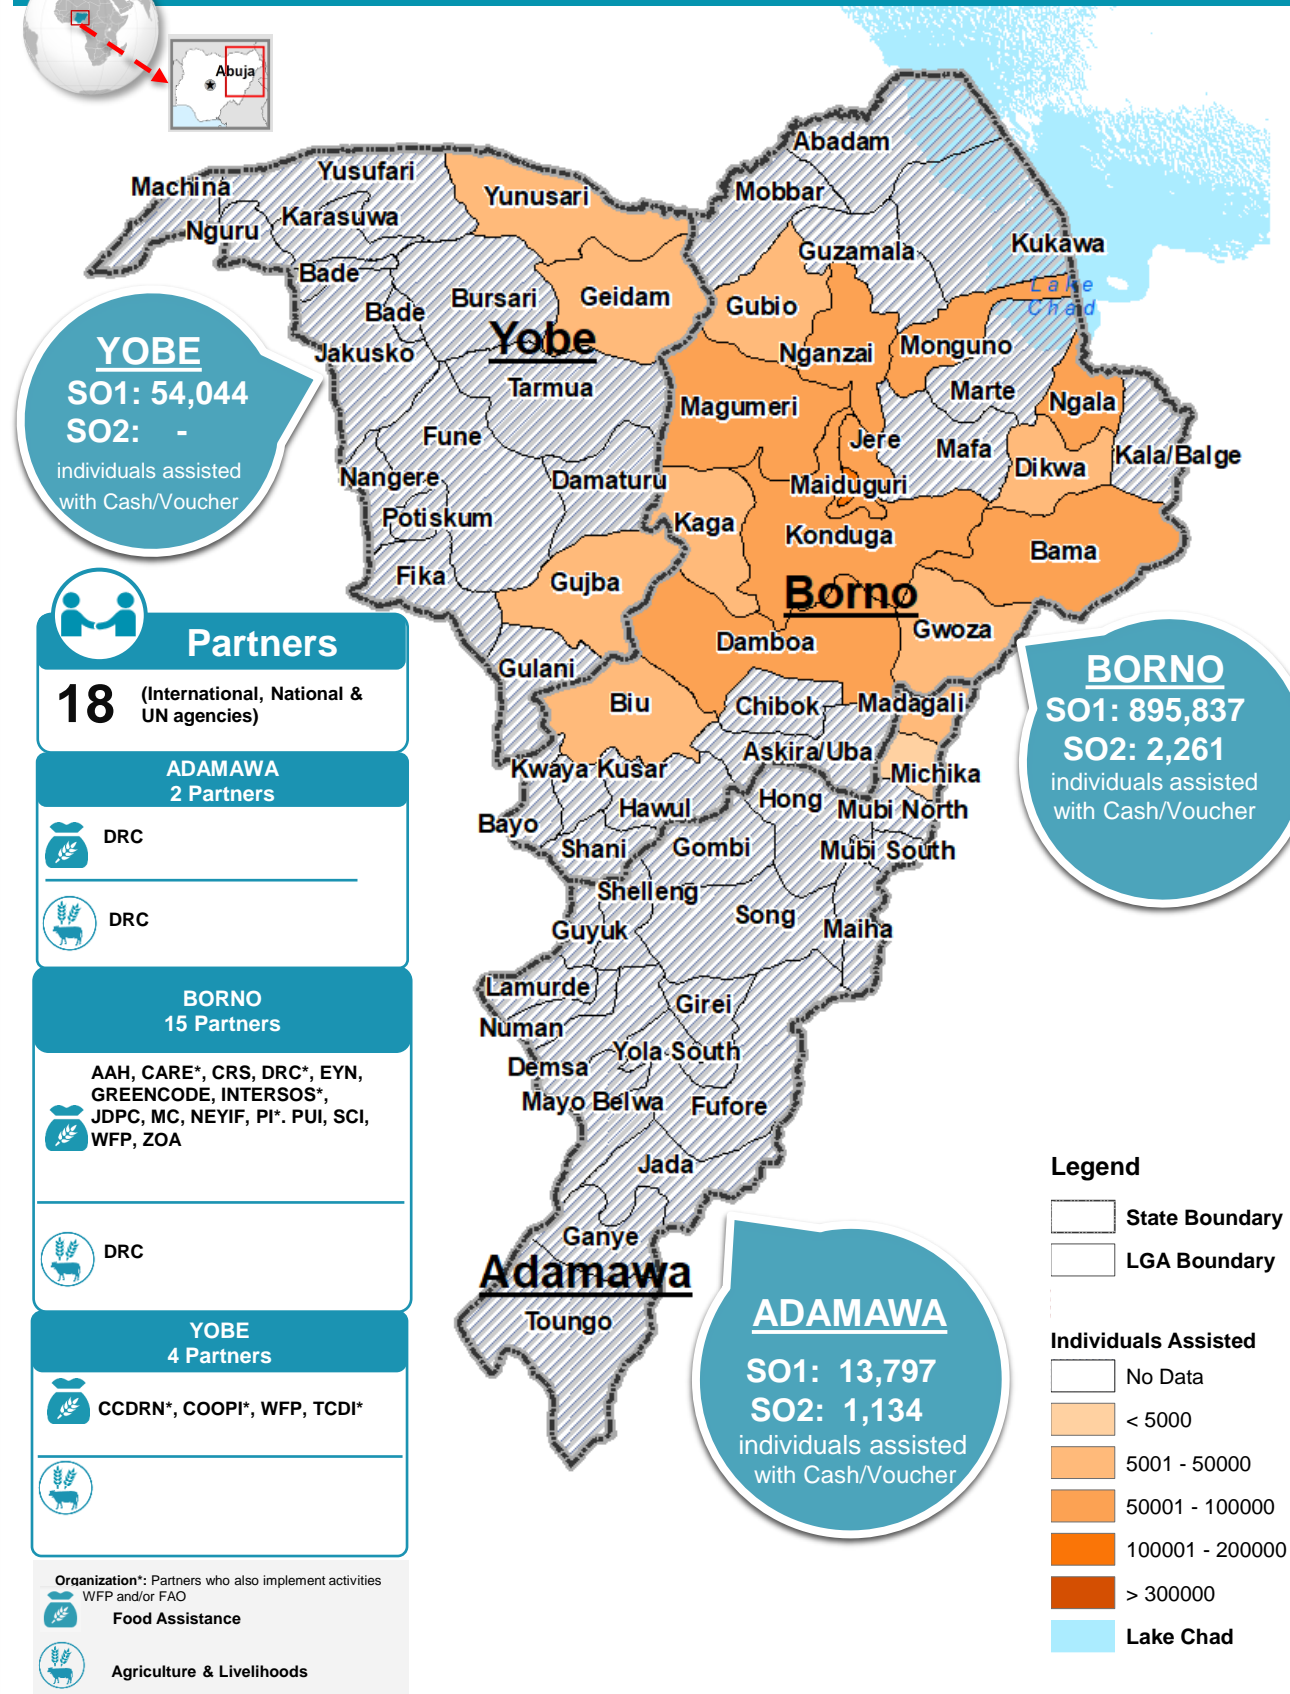 Abuja
Abadam
Yusufari
Machina
Yunusari
Mobbar
Karasuwa
Nguru
Guzamala
Kukawa
Bade
Lake
Chad
Bursari
Geidam
Gubio
Bade
Yobe
Jakusko
Nganzai
Monguno
Tarmua
Marte
Magumeri
Ngala
Fune
Jere
Mafa
Kala/Balge
Dikwa
Nangere
Damaturu
Maiduguri
Potiskum
Kaga
Konduga
Bama
Fika
Gujba
Borno
Damboa
Gwoza
Gulani
Biu
Chibok
Madagali
Askira/Uba
Kwaya Kusar
Michika
Hawul
Hong
Mubi North
Bayo
Shani
Gombi
Mubi South
Shelleng
Song
Guyuk
Maiha
Lamurde
Girei
Numan
Yola South
Demsa
Mayo Belwa
Fufore
Jada
Ganye
Adamawa
Toungo
YOBE
SO1: 54,044
SO2: -
individuals assisted
with Cash/Voucher
BORNO
SO1: 895,837
SO2: 2,261
individuals assisted
with Cash/Voucher
ADAMAWA
SO1: 13,797
SO2: 1,134
individuals assisted
with Cash/Voucher
Partners
18 (International, National &
UN agencies)
ADAMAWA
2 Partners
DRC
DRC
BORNO
15 Partners
AAH, CARE*, CRS, DRC*, EYN,
GREENCODE, INTERSOS*,
JDPC, MC, NEYIF, PI*. PUI, SCI,
WFP, ZOA
DRC
YOBE
4 Partners
CCDRN*, COOPI*, WFP, TCDI*
Organization*: Partners who also implement activities
WFP and/or FAO
Food Assistance
Agriculture & Livelihoods
Legend
State Boundary
LGA Boundary
Individuals Assisted
No Data
< 5000
5001 - 50000
50001 - 100000
100001 - 200000
> 300000
Lake Chad